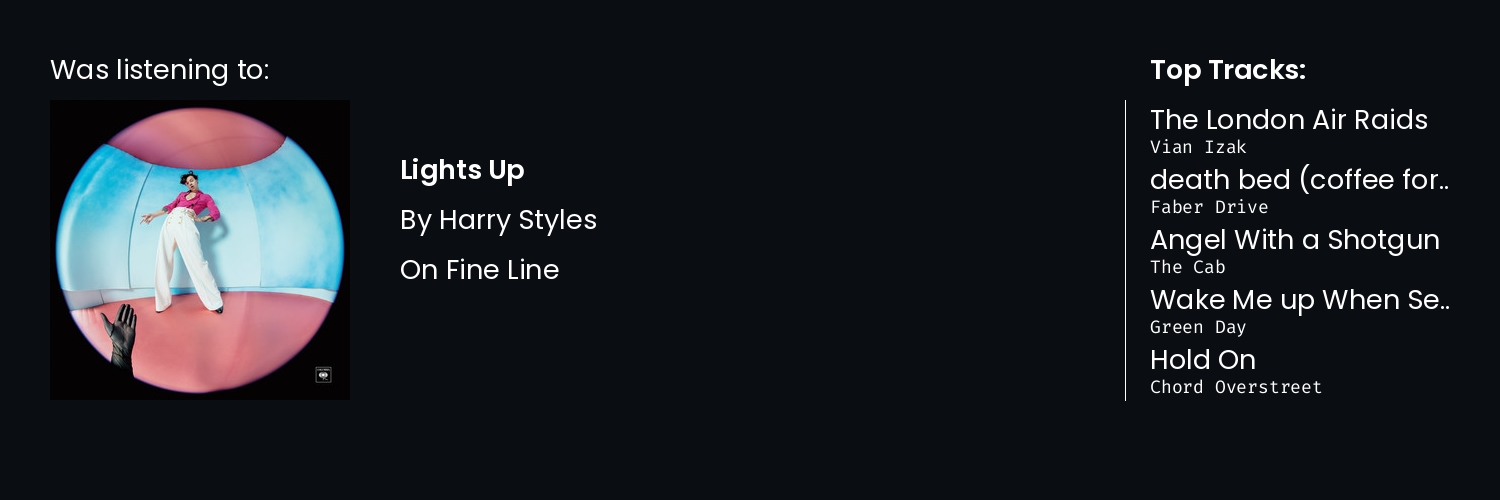 Was listening to:
Lights Up
By Harry Styles
On Fine Line
Top Tracks:
The London Air Raids
Vian Izak
death bed (coffee for..
Faber Drive
Angel With a Shotgun
The Cab
Wake Me up When Se..
Green Day
Hold On
Chord Overstreet